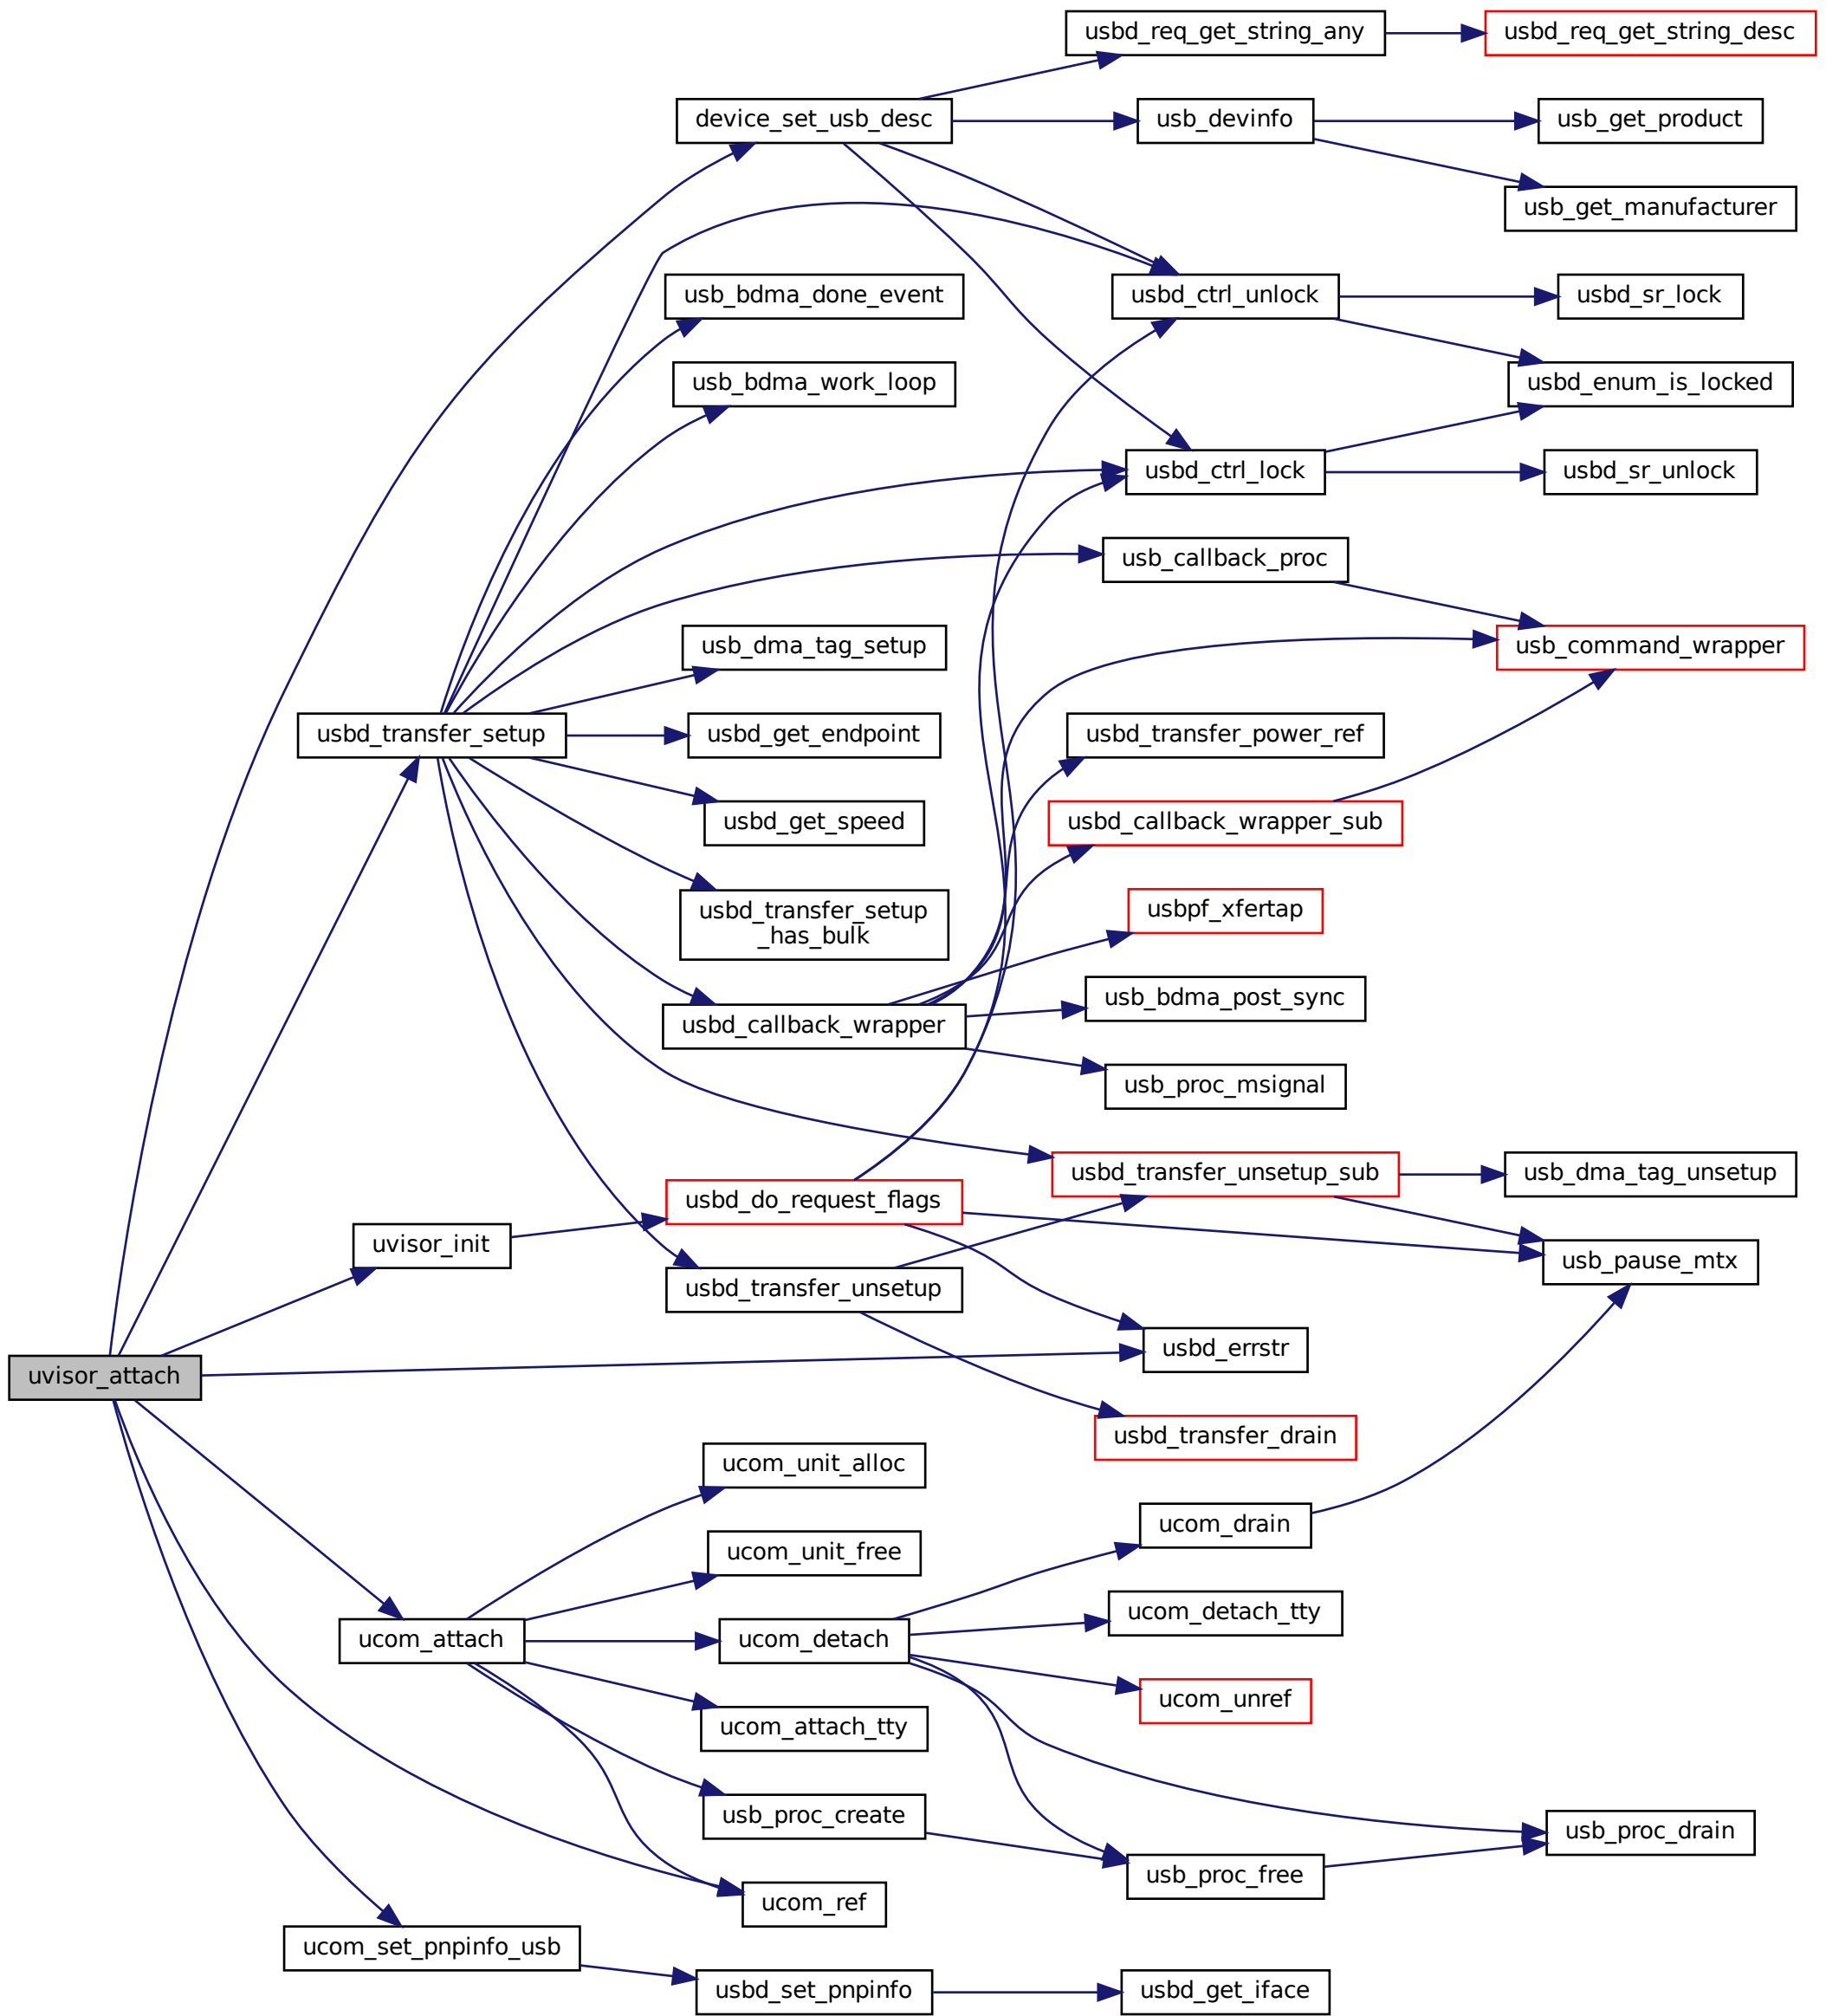 usbd_req_get_string_any
usbd_req_get_string_desc
device_set_usb_desc
usb_devinfo
usb_get_product
usb_get_manufacturer
usb_bdma_done_event
usbd_ctrl_unlock
usbd_sr_lock
usb_bdma_work_loop
usbd_enum_is_locked
usbd_ctrl_lock
usbd_sr_unlock
usb_callback_proc
usb_dma_tag_setup
usb_command_wrapper
usbd_transfer_setup
usbd_get_endpoint
usbd_transfer_power_ref
usbd_get_speed
usbd_callback_wrapper_sub
usbd_transfer_setup
_has_bulk
usbpf_xfertap
usbd_callback_wrapper
usb_bdma_post_sync
usb_proc_msignal
usbd_transfer_unsetup_sub
usb_dma_tag_unsetup
usbd_do_request_flags
uvisor_init
usb_pause_mtx
usbd_transfer_unsetup
usbd_errstr
uvisor_attach
usbd_transfer_drain
ucom_unit_alloc
ucom_drain
ucom_unit_free
ucom_detach_tty
ucom_attach
ucom_detach
ucom_unref
ucom_attach_tty
usb_proc_create
usb_proc_drain
usb_proc_free
ucom_ref
ucom_set_pnpinfo_usb
usbd_set_pnpinfo
usbd_get_iface